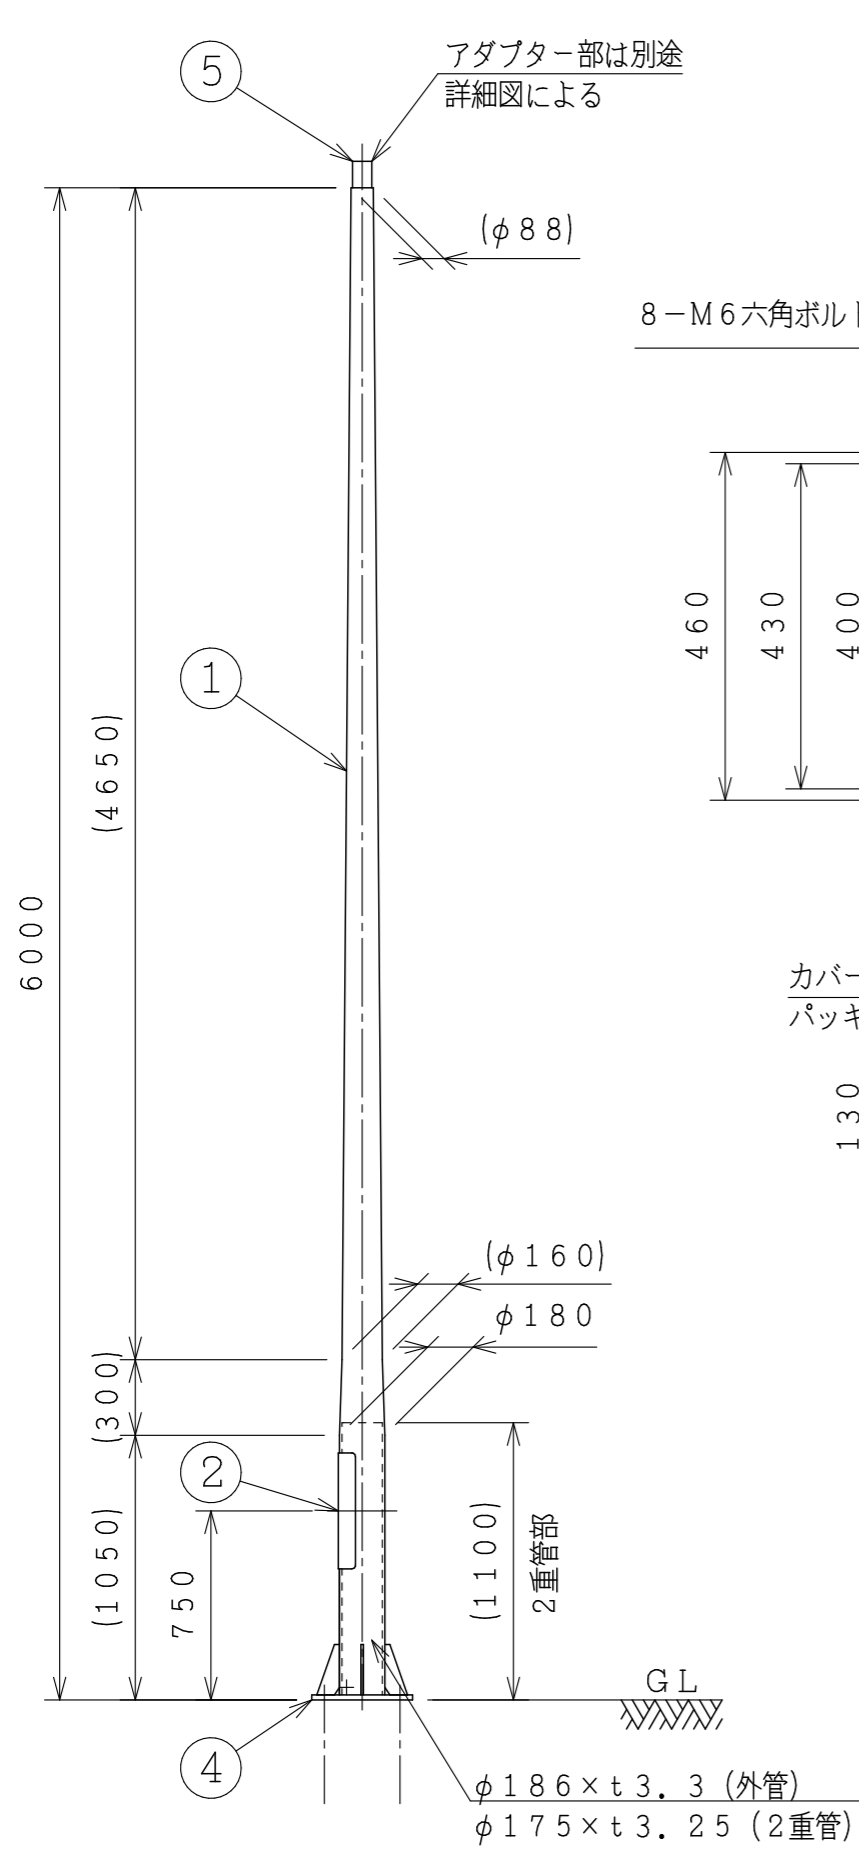 ⑤
アダプター部は別途
詳細図による
(φ88)
8－M6六角ボルト
460
430
400
①
(4650)
6000
カバー
パッキ
130
(φ160)
φ180
(300)
②
(1050)
750
(1100)
2重管部
GL
④
φ186×t3.3 (外管)
φ175×t3.25 (2重管)